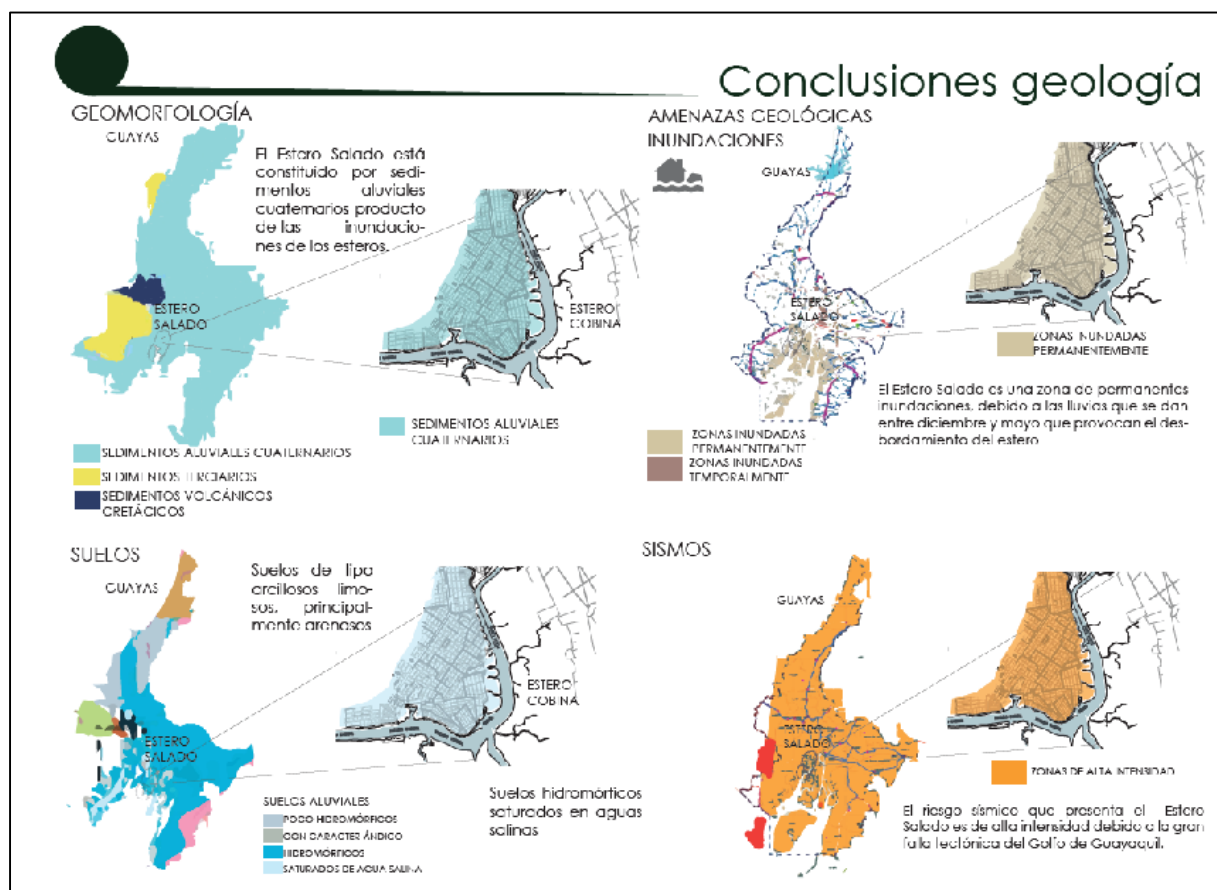 Conclusiones geología
GEOMORFOLOGÍA
GUAYAS
El Estero Salado está
constituido por sedi-
mentos aluviales
cuaternarios producto
de las inundacio-
nes de los esteros.
ESTERO
SALADO
ESTERO
COBINA
SEDIMENTOS ALUVIALES
CUATERNARIOS
SEDIMENTOS ALUVIALES CUATERNARIOS
SEDIMENTOS TERCIARIOS
SEDIMENTOS VOLCÁNICOS
CRETÁCICOS
AMENAZAS GEOLÓGICAS
INUNDACIONES
GUAYAS
ESTERO
SALADO
ZONAS INUNDADAS
PERMANENTEMENTE
El Estero Salado es una zona de permanentes
inundaciones, debido a las lluvias que se dan
entre diciembre y mayo que provocan el des-
bordamiento del estero
ZONAS INUNDADAS
PERMANENTEMENTE
ZONAS INUNDADAS
TEMPORALMENTE
SUELOS
GUAYAS
Suelos de tipo
arcillosos limo-
sos, principal-
mente arenosos
ESTERO
SALADO
ESTERO
COBINA
Suelos hidromórticos
saturados en aguas
salinas
SUELOS ALUVIALES
POCO HIDROMÓRFICOS
CON CARACTER ÁNDICO
HIDROMÓRFICOS
SATURADOS DE AGUA SALINA
SISMOS
GUAYAS
ESTERO
SALADO
ZONAS DE ALTA INTENSIDAD
El riesgo sísmico que presenta el Estero
Salado es de alta intensidad debido a la gran
falla tectónica del Golfo de Guayaquil.